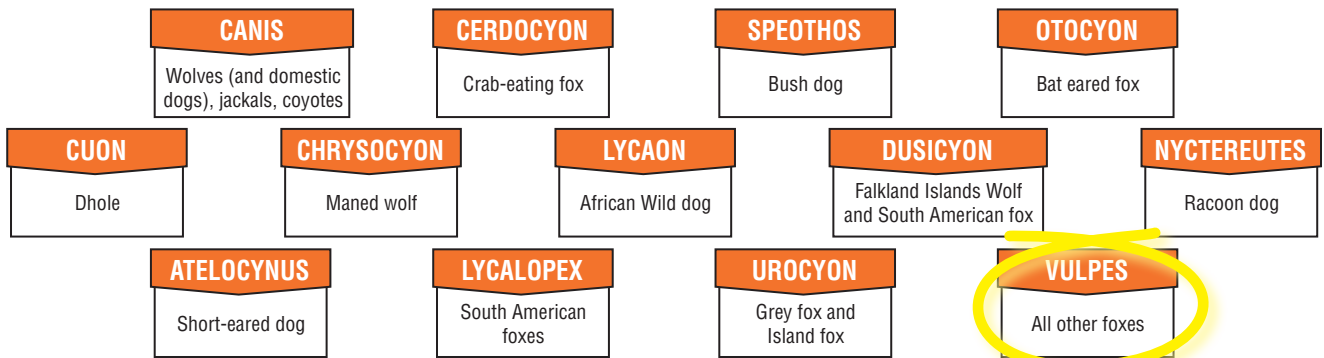 CANIS
Wolves (and domestic
dogs), jackals, coyotes
CERDOCYON
Crab-eating fox
SPEOTHOS
Bush dog
OTOCYON
Bat eared fox
CUON
Dhole
CHRYSOCYON
Maned wolf
LYCAON
African Wild dog
DUSICYON
Falkland Islands Wolf
and South American fox
NYCTEREUTES
Racoon dog
ATELOCYNUS
Short-eared dog
LYCALOPEX
South American
foxes
UROCYON
Grey fox and
Island fox
VULPES
All other foxes